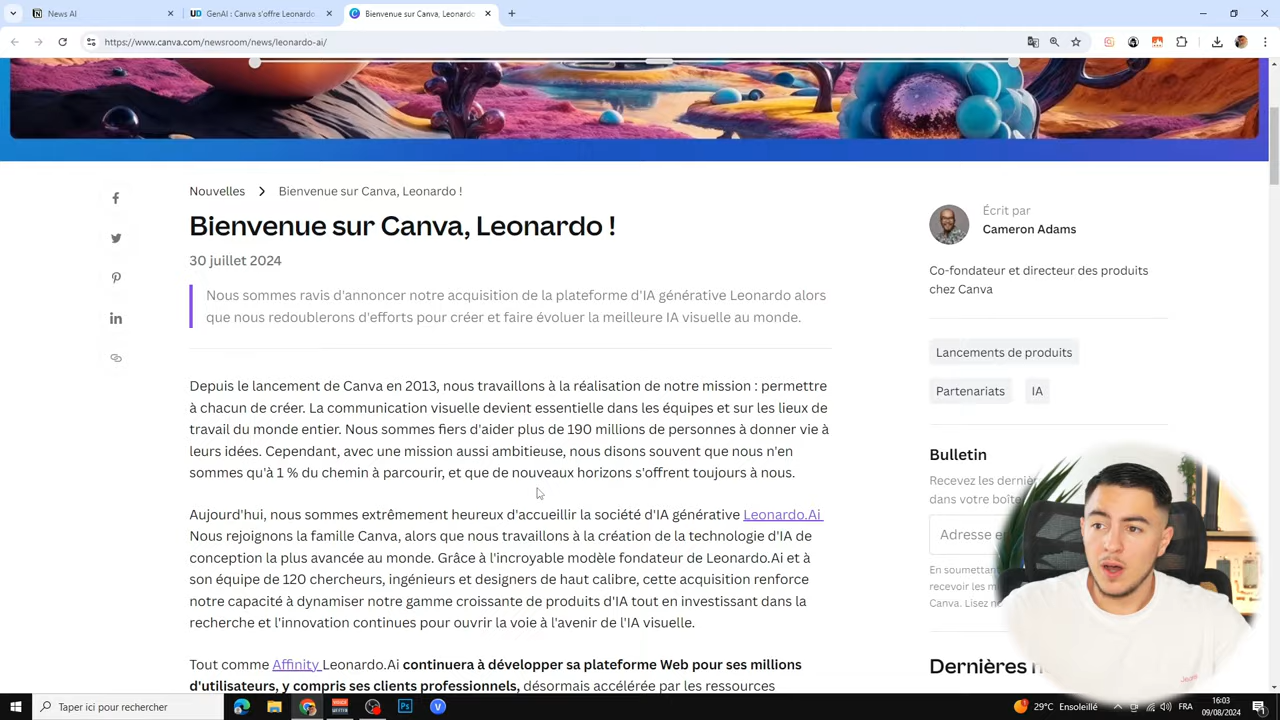 News AI
GenAI : Canva s'offre Leonardo
Bienvenue sur Canva, Leonardo
https://www.canva.com/newsroom/news/leonardo-ai/
Nouvelles > Bienvenue sur Canva, Leonardo !
Bienvenue sur Canva, Leonardo !
30 juillet 2024
Nous sommes ravis d'annoncer notre acquisition de la plateforme d'IA générative Leonardo alors
que nous redoublerons d'efforts pour créer et faire évoluer la meilleure IA visuelle au monde.
Depuis le lancement de Canva en 2013, nous travaillons à la réalisation de notre mission : permettre
à chacun de créer. La communication visuelle devient essentielle dans les équipes et sur les lieux de
travail du monde entier. Nous sommes fiers d'aider plus de 190 millions de personnes à donner vie à
leurs idées. Cependant, avec une mission aussi ambitieuse, nous disons souvent que nous n'en
sommes qu'à 1 % du chemin à parcourir, et que de nouveaux horizons s'offrent toujours à nous.
Aujourd'hui, nous sommes extrêmement heureux d'accueillir la société d'IA générative Leonardo.Ai
Nous rejoignons la famille Canva, alors que nous travaillons à la création de la technologie d'IA de
conception la plus avancée au monde. Grâce à l'incroyable modèle fondateur de Leonardo.Ai et à
son équipe de 120 chercheurs, ingénieurs et designers de haut calibre, cette acquisition renforce
notre capacité à dynamiser notre gamme croissante de produits d'IA tout en investissant dans la
recherche et l'innovation continues pour ouvrir la voie à l'avenir de l'IA visuelle.
Tout comme Affinity Leonardo.Ai continuera à développer sa plateforme Web pour ses millions
d'utilisateurs, y compris ses clients professionnels, désormais accélérée par les ressources
Écrit par
Cameron Adams
Co-fondateur et directeur des produits
chez Canva
Lancements de produits
Partenariats IA
Bulletin
Recevez les
dans votre
Adresse
En
recevoir les
Canva. Lisez
Dernières
Taper ici pour rechercher
29°C Ensoleillé
FRA
16:03
09/08/2024